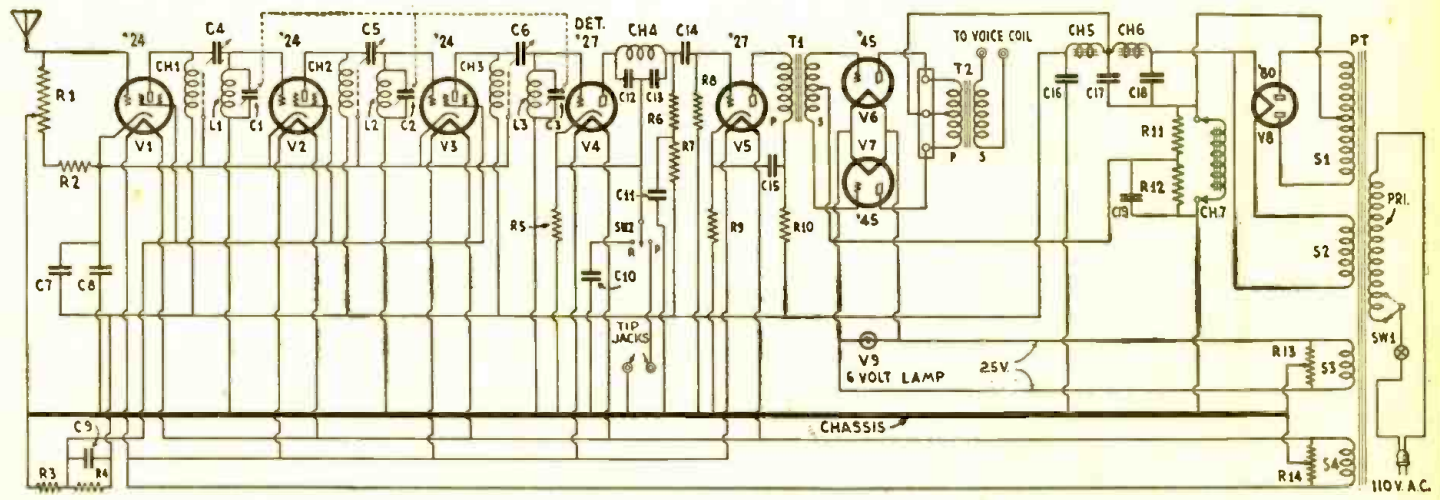 DET.
C4
C5
C6
CH4
C14
T1
TO VOICE COIL
CH5
CH6
PT
'24
'24
'24
'27
'27
'45
T2
'80
CH1
CH2
CH3
C12
C13
R8
C16
C17
C18
R1
L1
C1
L2
C2
L3
C3
R6
P
S
V6
R11
V1
V2
V3
V4
R7
V5
V7
P
S
V8
S1
R2
C15
R12
C11
'45
C19
CH.7
PRI.
R5
SW2
R
P
R9
R10
S2
C7
C8
C10
TIP
JACKS
SW1
V9
6 VOLT LAMP
2.5V.
R13
S3
CHASSIS
C9
R3
R4
R14
S4
110V. A.C.